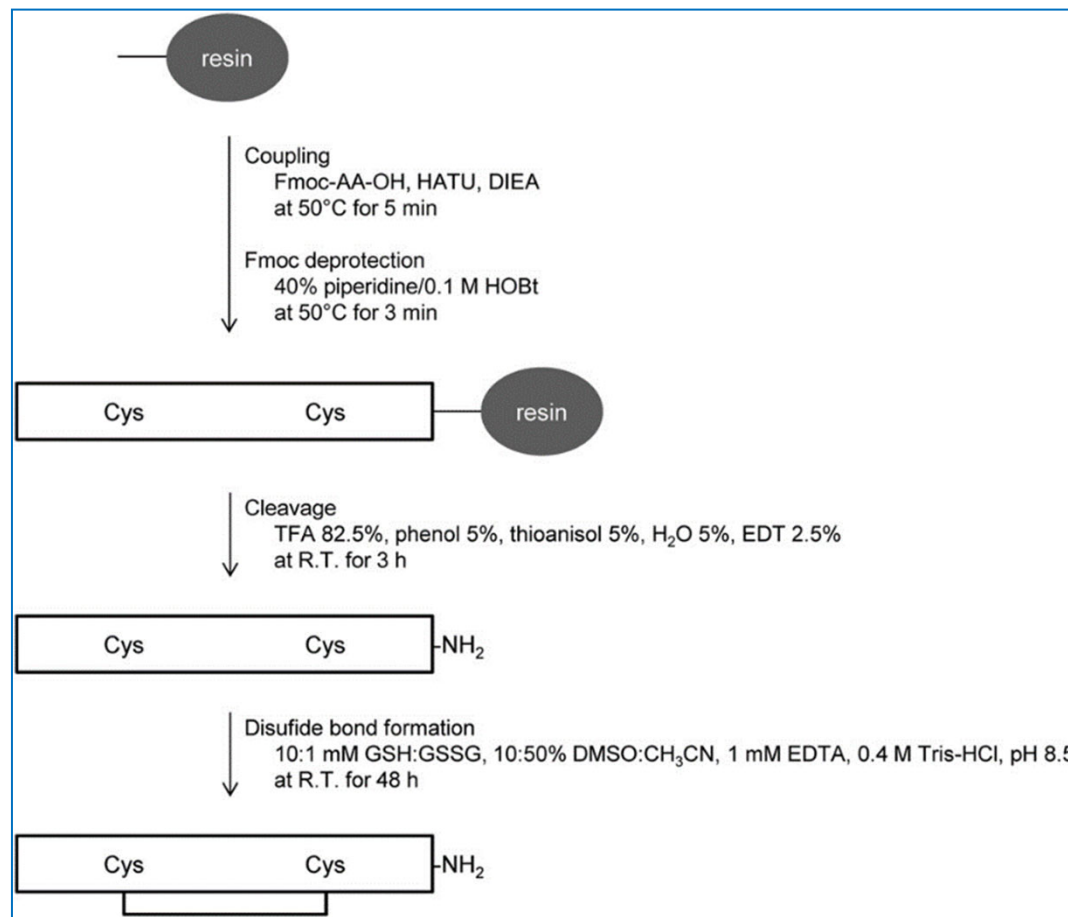 resin
Coupling
Fmoc-AA-OH, HATU, DIEA
at 50°C for 5 min
Fmoc deprotection
40% piperidine/0.1 M HOBt
at 50°C for 3 min
Cys Cys resin
Cleavage
TFA 82.5%, phenol 5%, thioanisol 5%, H₂O 5%, EDT 2.5%
at R.T. for 3 h
Cys Cys -NH₂
Disufide bond formation
10:1 mM GSH:GSSG, 10:50% DMSO:CH₃CN, 1 mM EDTA, 0.4 M Tris-HCl, pH 8.5
at R.T. for 48 h
Cys Cys -NH₂